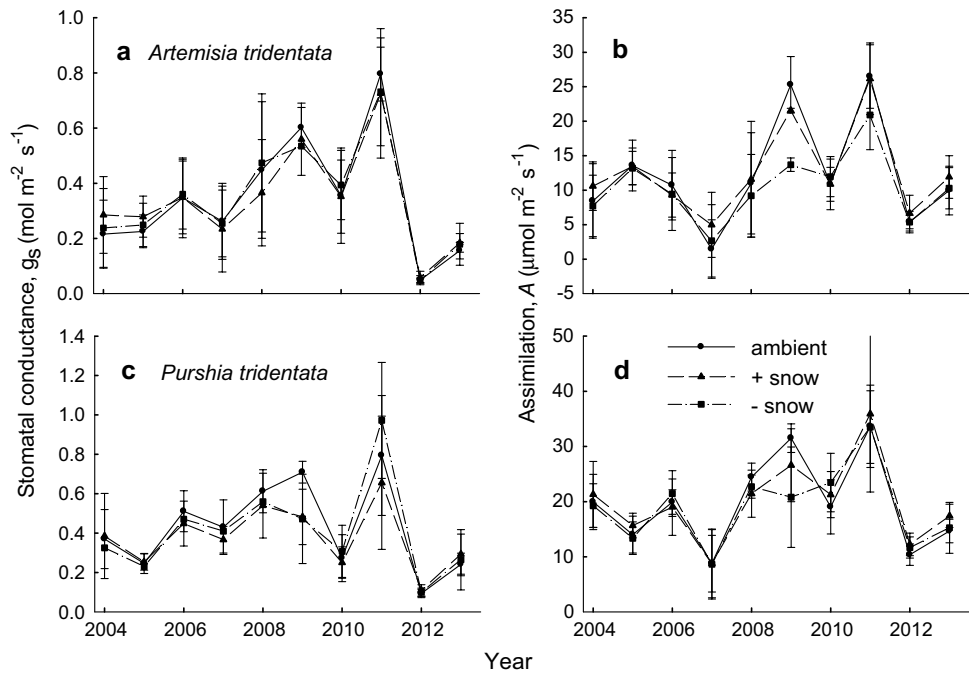 a Artemisia tridentata
Stomatal conductance, gs (mol m-2 s-1)
1.0
0.8
0.6
0.4
0.2
0.0
b
Assimilation, A (μmol m-2 s-1)
35
30
25
20
15
10
5
0
-5
c Purshia tridentata
1.4
1.2
1.0
0.8
0.6
0.4
0.2
0.0
2004 2006 2008 2010 2012
d
ambient
+ snow
- snow
50
40
30
20
10
0
2004 2006 2008 2010 2012
Year